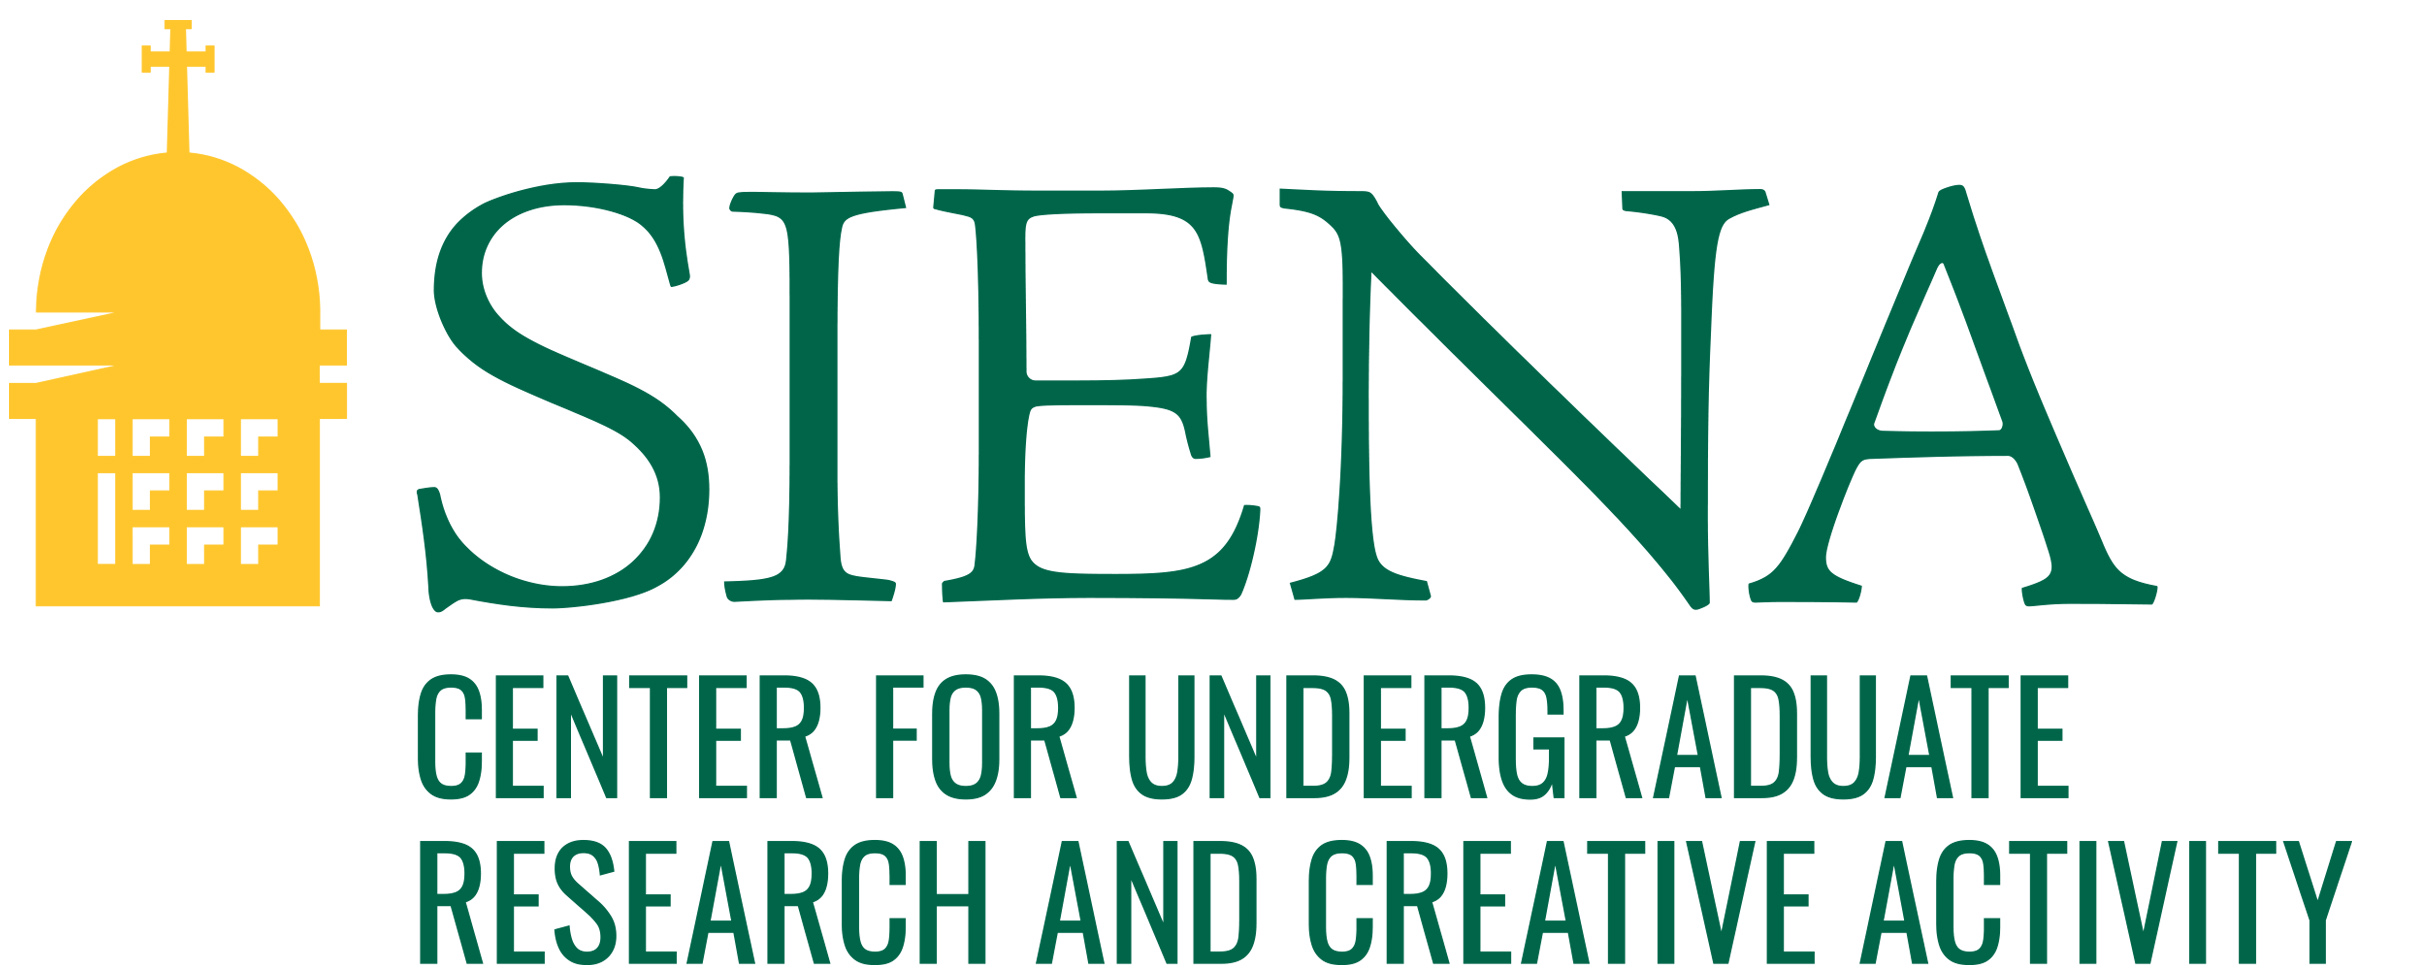 SIENA
CENTER FOR UNDERGRADUATE
RESEARCH AND CREATIVE ACTIVITY